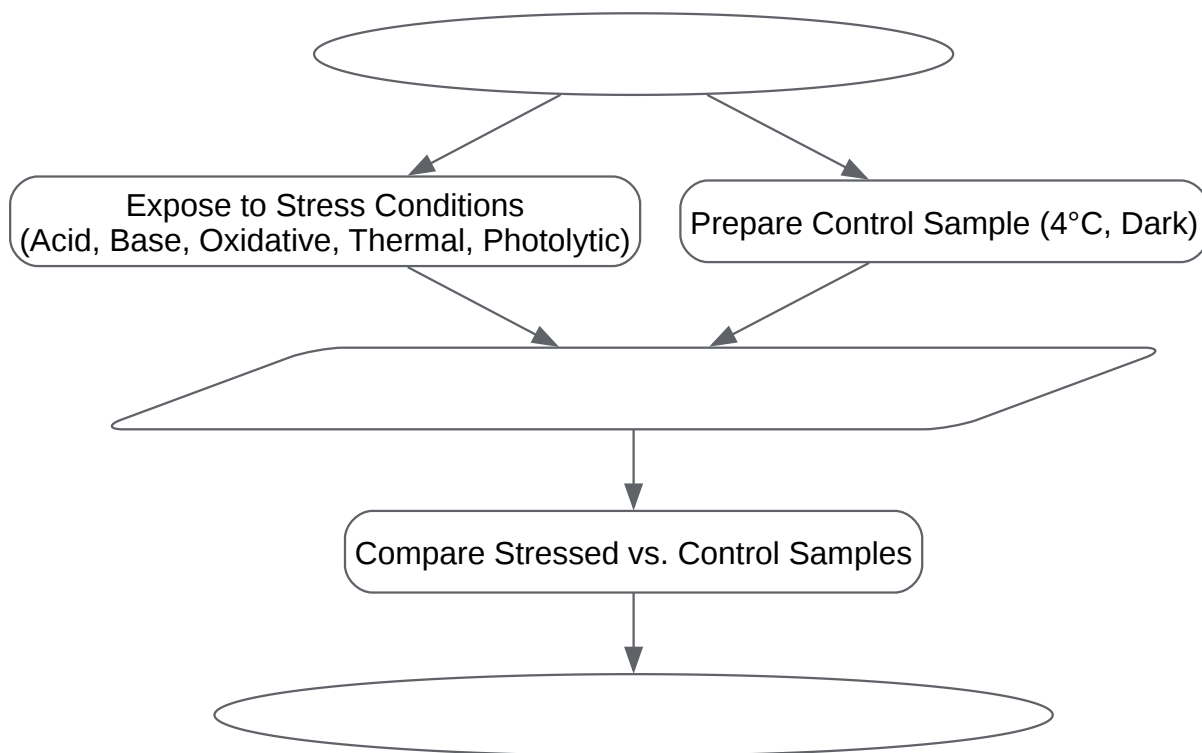 Expose to Stress Conditions
(Acid, Base, Oxidative, Thermal, Photolytic)
Prepare Control Sample (4°C, Dark)
Compare Stressed vs. Control Samples